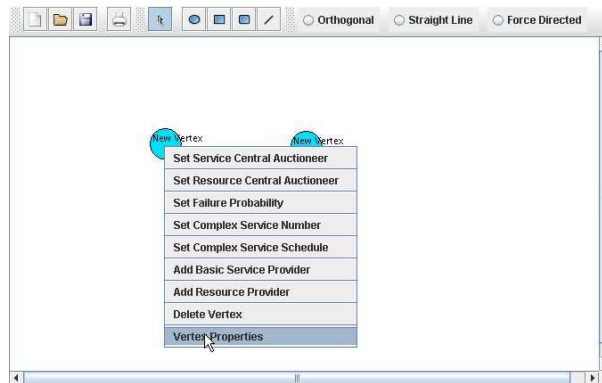 Orthogonal Straight Line Force Directed
New Vertex New Vertex
Set Service Central Auctioneer
Set Resource Central Auctioneer
Set Failure Probability
Set Complex Service Number
Set Complex Service Schedule
Add Basic Service Provider
Add Resource Provider
Delete Vertex
Vertex Properties